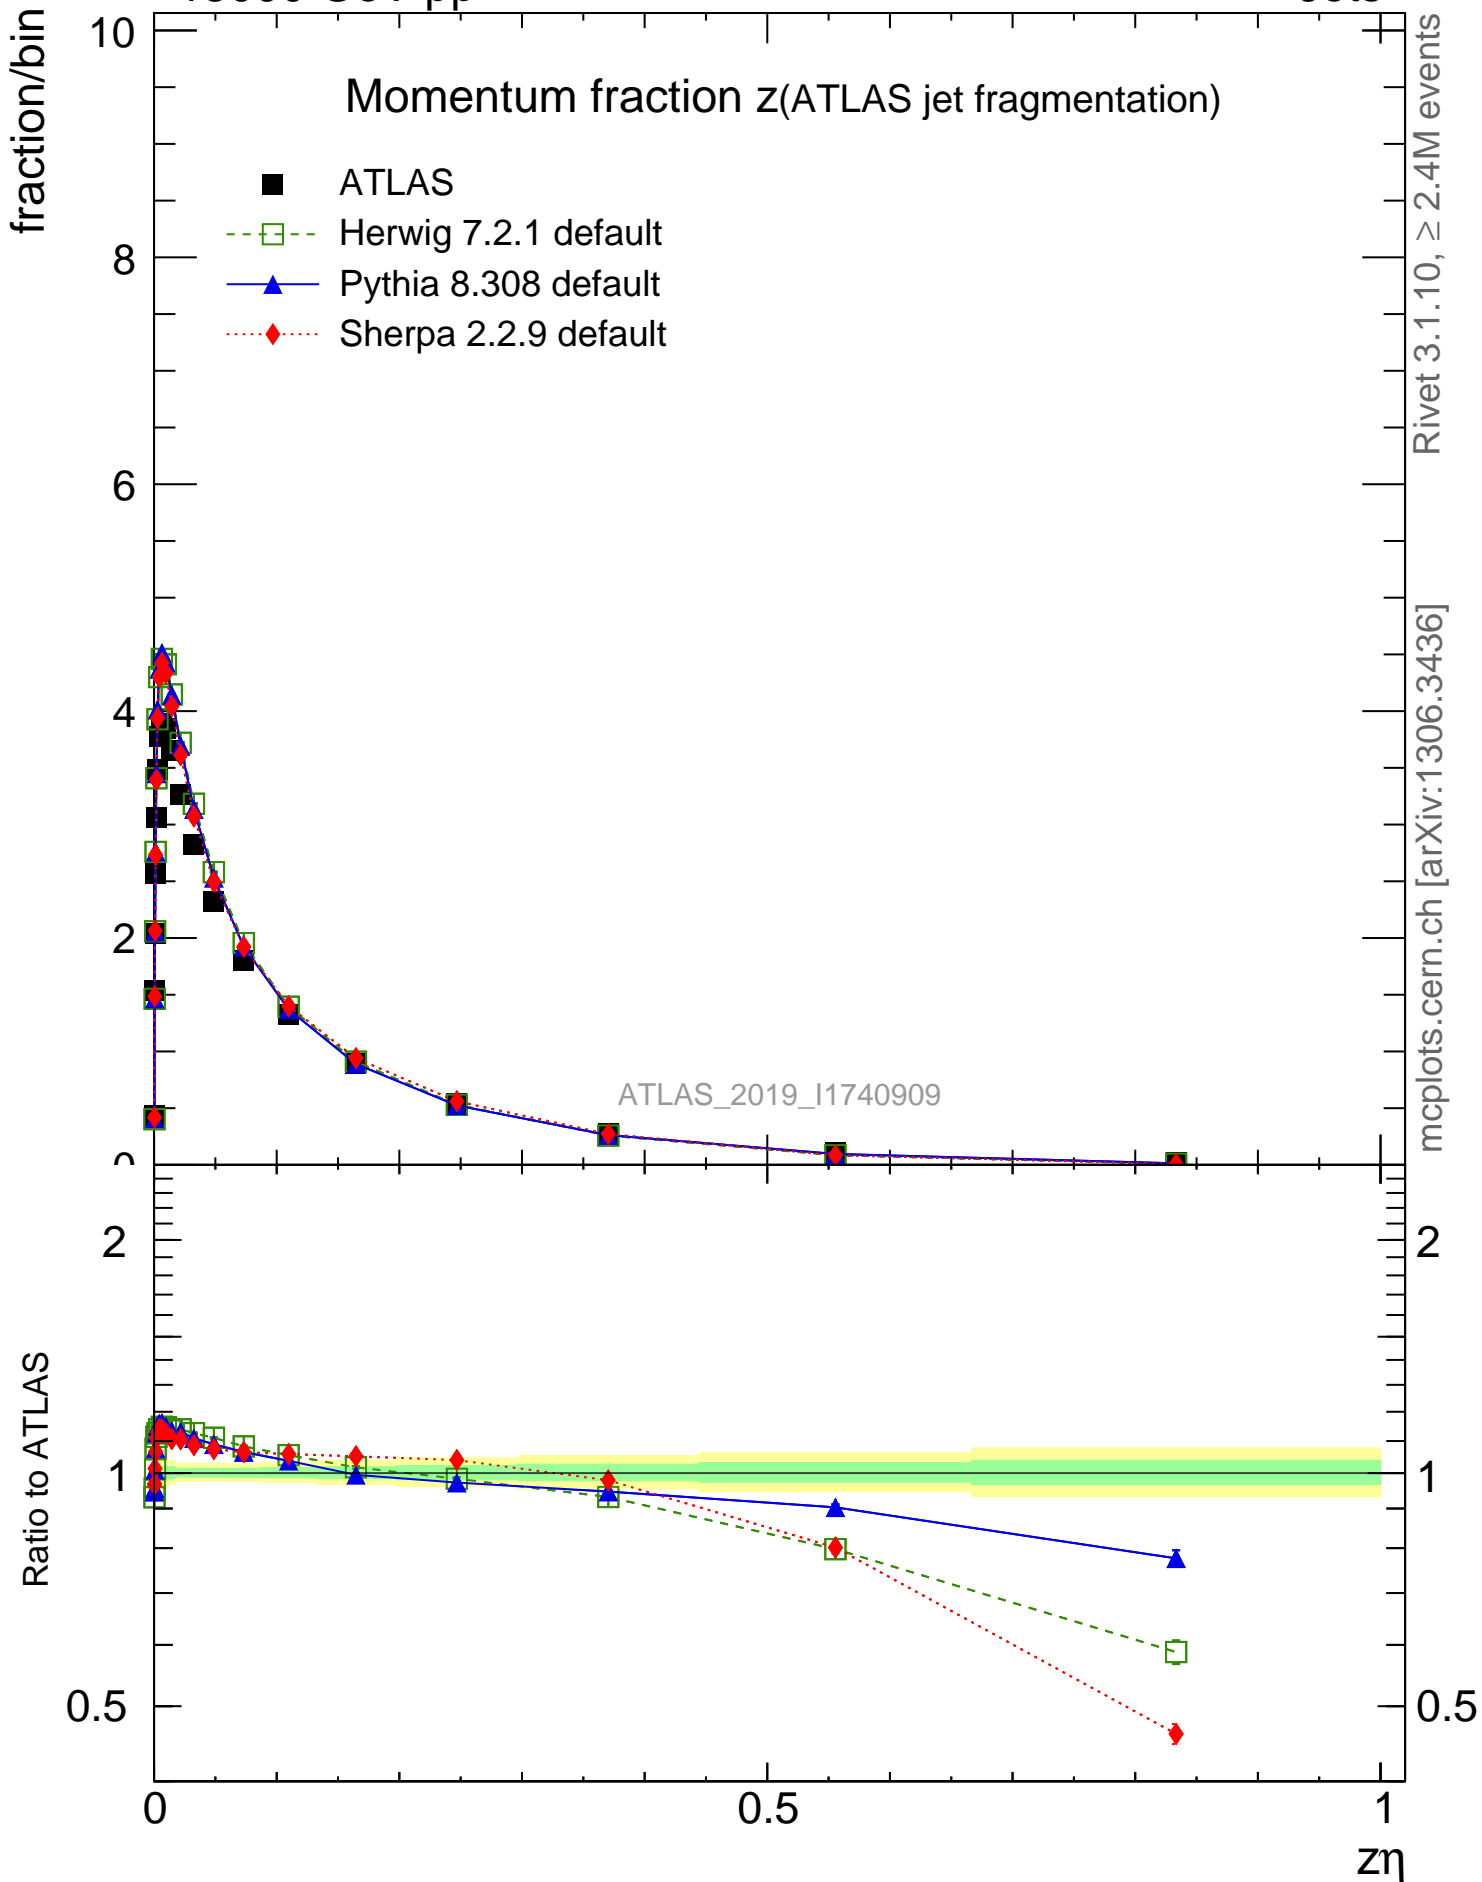 fraction/bin
Momentum fraction z(ATLAS jet fragmentation)
ATLAS
Herwig 7.2.1 default
Pythia 8.308 default
Sherpa 2.2.9 default
10
8
6
4
2
0
ATLAS_2019_I1740909
Rivet 3.1.10, ≥ 2.4M events
mcplots.cern.ch [arXiv:1306.3436]
Ratio to ATLAS
2
1
0.5
2
1
0.5
0
0.5
1
zη